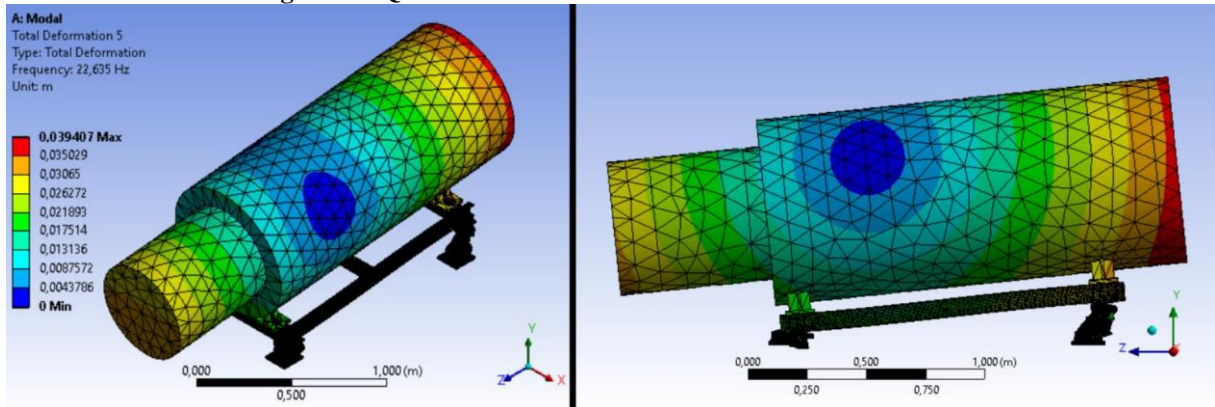 A: Modal
Total Deformation 5
Type: Total Deformation
Frequency: 22,635 Hz
Unit: m
0,039407 Max
0,035029
0,03065
0,026272
0,021893
0,017514
0,013136
0,0087572
0,0043786
0 Min
0,000
1,000 (m)
0,500
Y
Z
X
0,000
0,500
1,000 (m)
0,250
0,750
Y
Z
X